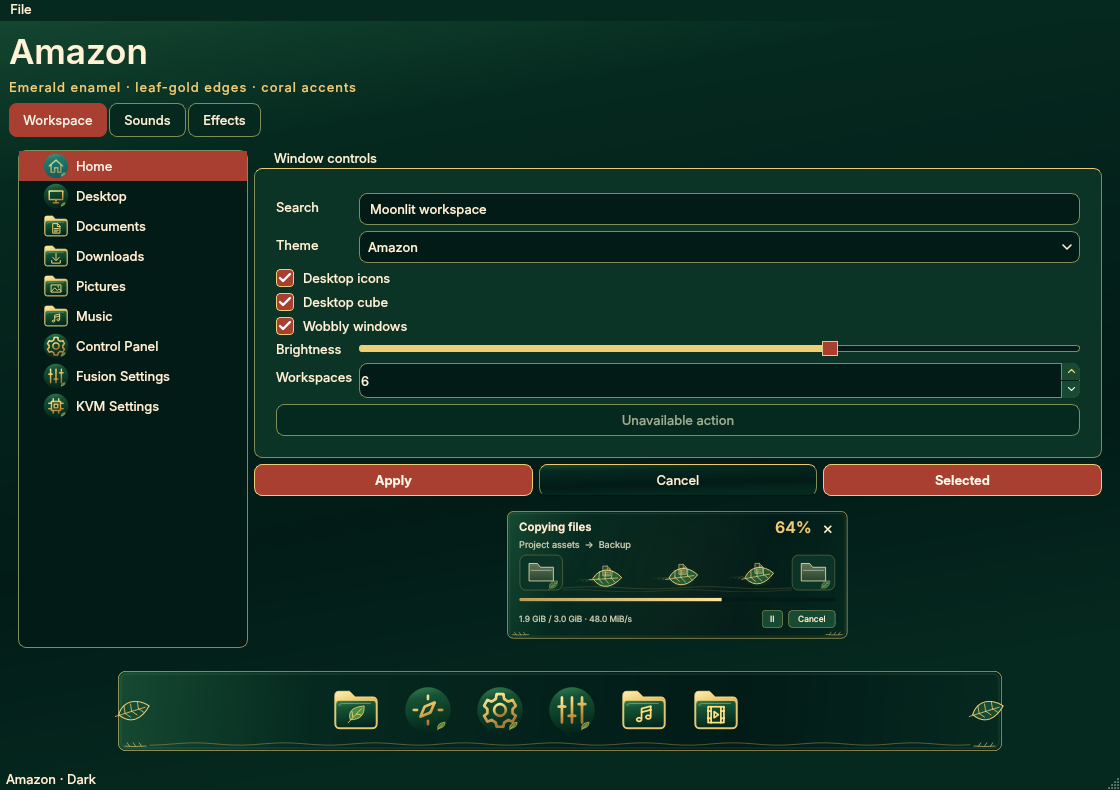 File
Amazon
Emerald enamel · leaf-gold edges · coral accents
Workspace Sounds Effects
Home
Desktop
Documents
Downloads
Pictures
Music
Control Panel
Fusion Settings
KVM Settings
Window controls
Search Moonlit workspace
Theme Amazon
Desktop icons
Desktop cube
Wobbly windows
Brightness
Workspaces 6
Unavailable action
Apply Cancel Selected
Copying files 64%
Project assets → Backup
1.9 GiB / 3.0 GiB · 48.0 MiB/s Cancel
Amazon · Dark